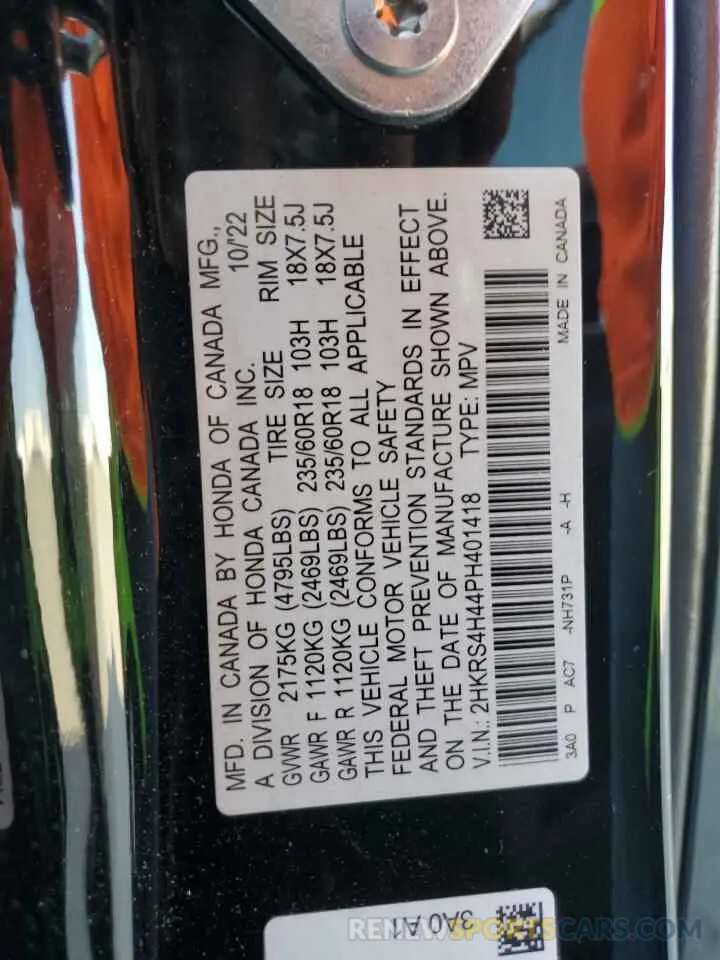 MFD. IN CANADA BY HONDA OF CANADA MFG.,
A DIVISION OF HONDA CANADA INC. 10/'22
GVWR 2175KG (4795LBS) TIRE SIZE RIM SIZE
GAWR F 1120KG (2469LBS) 235/60R18 103H 18X7.5J
GAWR R 1120KG (2469LBS) 235/60R18 103H 18X7.5J
THIS VEHICLE CONFORMS TO ALL APPLICABLE
FEDERAL MOTOR VEHICLE SAFETY
AND THEFT PREVENTION STANDARDS IN EFFECT
ON THE DATE OF MANUFACTURE SHOWN ABOVE.
V.I.N.: 2HKRS4H44PH401418 TYPE: MPV
3A0 P AC7 -NH731P -A -H MADE IN CANADA
3A0 A1
RENEWSPORTSCARS.COM